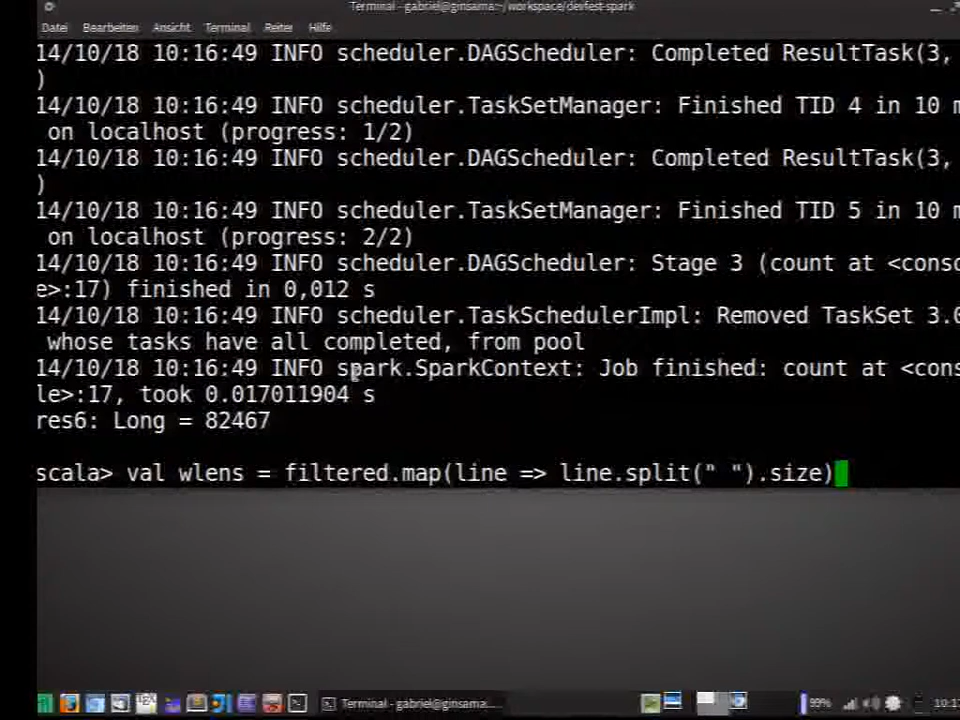 Terminal - gabriel@ginsama:~/workspace/devfest-spark
Datei Bearbeiten Ansicht Terminal Reiter Hilfe
14/10/18 10:16:49 INFO scheduler.DAGScheduler: Completed ResultTask(3,
)
14/10/18 10:16:49 INFO scheduler.TaskSetManager: Finished TID 4 in 10 m
on localhost (progress: 1/2)
14/10/18 10:16:49 INFO scheduler.DAGScheduler: Completed ResultTask(3,
)
14/10/18 10:16:49 INFO scheduler.TaskSetManager: Finished TID 5 in 10 m
on localhost (progress: 2/2)
14/10/18 10:16:49 INFO scheduler.DAGScheduler: Stage 3 (count at <conso
e>:17) finished in 0,012 s
14/10/18 10:16:49 INFO scheduler.TaskSchedulerImpl: Removed TaskSet 3.0
whose tasks have all completed, from pool
14/10/18 10:16:49 INFO spark.SparkContext: Job finished: count at <cons
le>:17, took 0.017011904 s
res6: Long = 82467
scala> val wlens = filtered.map(line => line.split(" ").size)
Terminal - gabriel@ginsama:~/workspace...
99%